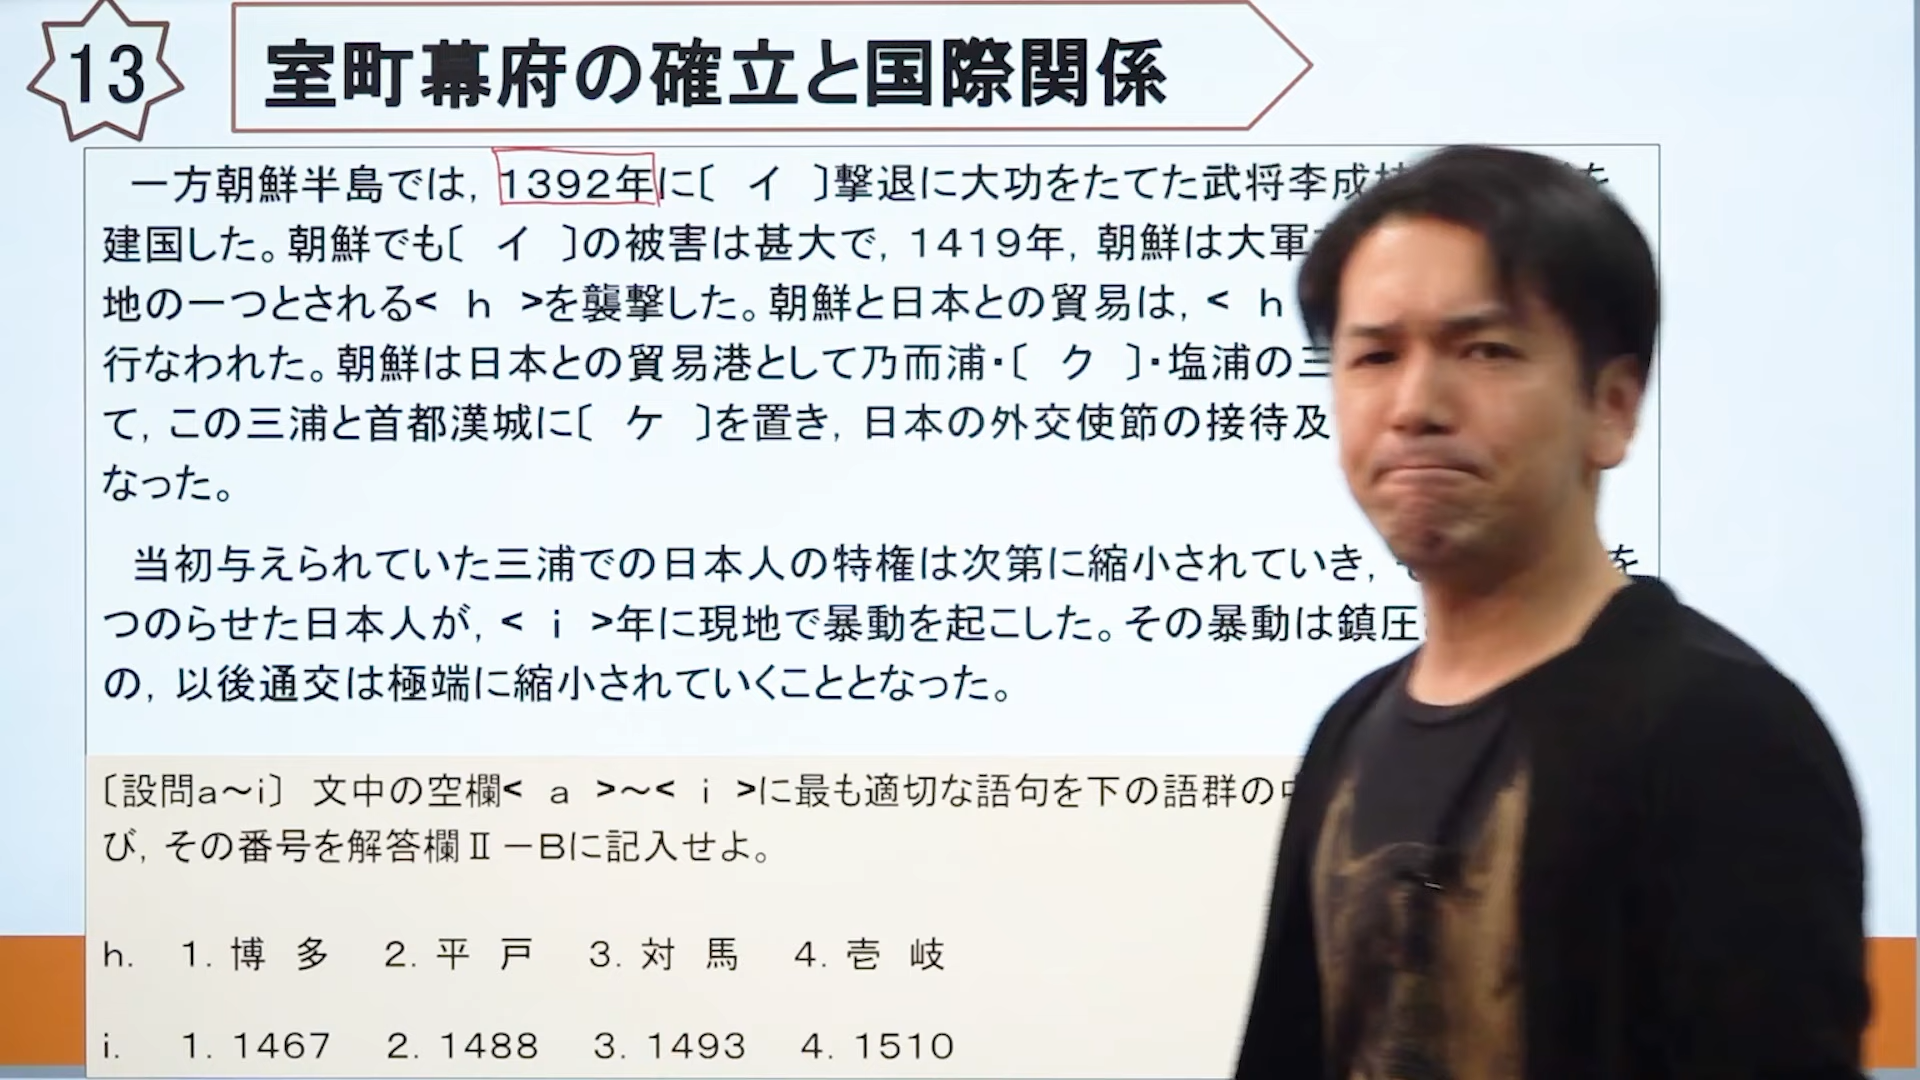 13
室町幕府の確立と国際関係
一方朝鮮半島では，1392年に〔　イ　〕撃退に大功をたてた武将李成
建国した。朝鮮でも〔　イ　〕の被害は甚大で，1419年，朝鮮は大軍
地の一つとされる<　h　>を襲撃した。朝鮮と日本との貿易は，<　h
行なわれた。朝鮮は日本との貿易港として乃而浦・〔　ク　〕・塩浦の三
て，この三浦と首都漢城に〔　ケ　〕を置き，日本の外交使節の接待及
なった。
当初与えられていた三浦での日本人の特権は次第に縮小されていき， を
つのらせた日本人が，<　i　>年に現地で暴動を起こした。その暴動は鎮圧
の，以後通交は極端に縮小されていくこととなった。
〔設問a～i〕　文中の空欄<　a　>～<　i　>に最も適切な語句を下の語群の
び，その番号を解答欄Ⅱ－Bに記入せよ。
h.　1. 博 多　2. 平 戸　3. 対 馬　4. 壱 岐
i.　1. 1467　2. 1488　3. 1493　4. 1510